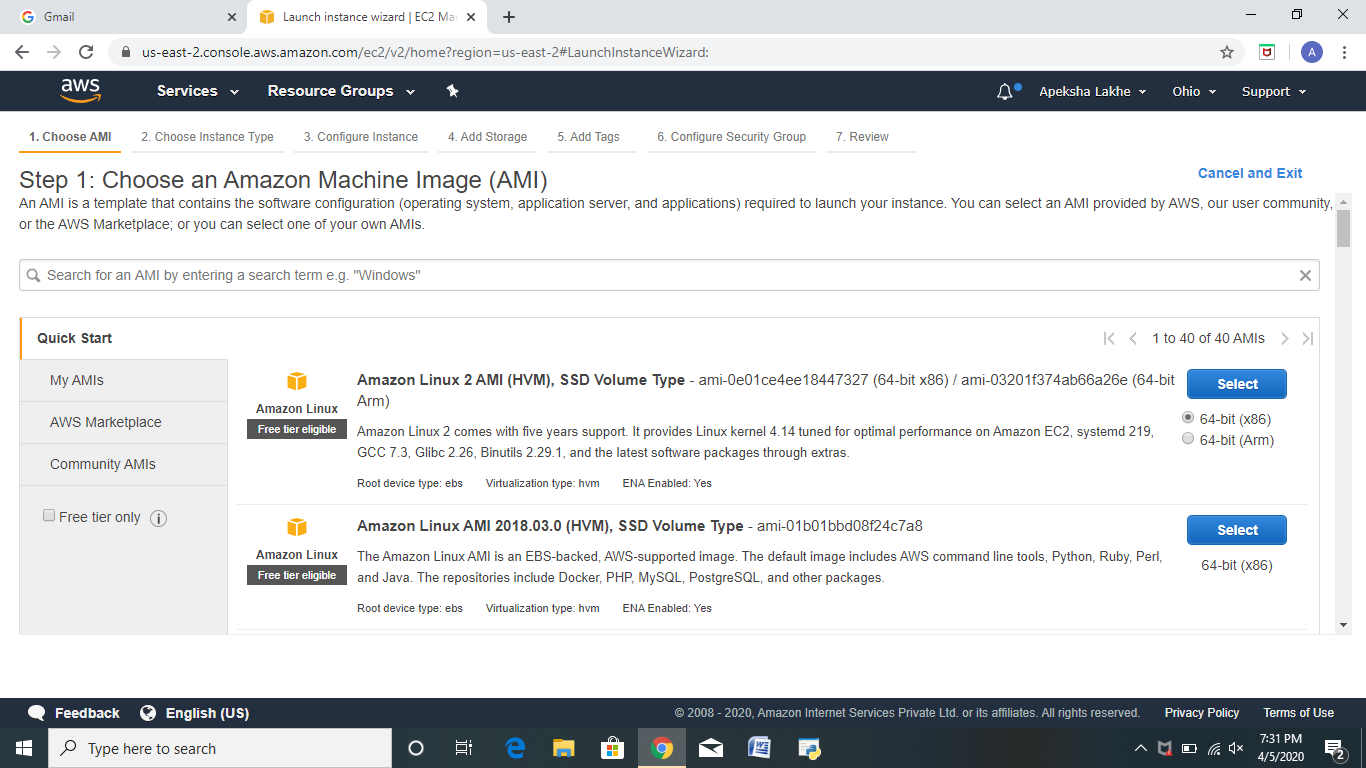 Gmail
Launch instance wizard | EC2 Ma
us-east-2.console.aws.amazon.com/ec2/v2/home?region=us-east-2#LaunchInstanceWizard:
A
aws
Services
Resource Groups
Apeksha Lakhe
Ohio
Support
1. Choose AMI
2. Choose Instance Type
3. Configure Instance
4. Add Storage
5. Add Tags
6. Configure Security Group
7. Review
Step 1: Choose an Amazon Machine Image (AMI)
Cancel and Exit
An AMI is a template that contains the software configuration (operating system, application server, and applications) required to launch your instance. You can select an AMI provided by AWS, our user community,
or the AWS Marketplace; or you can select one of your own AMIs.
Search for an AMI by entering a search term e.g. "Windows"
Quick Start
1 to 40 of 40 AMIs
My AMIs
AWS Marketplace
Community AMIs
Free tier only
Amazon Linux
Free tier eligible
Amazon Linux 2 AMI (HVM), SSD Volume Type - ami-0e01ce4ee18447327 (64-bit x86) / ami-03201f374ab66a26e (64-bit
Arm)
Amazon Linux 2 comes with five years support. It provides Linux kernel 4.14 tuned for optimal performance on Amazon EC2, systemd 219,
GCC 7.3, Glibc 2.26, Binutils 2.29.1, and the latest software packages through extras.
Root device type: ebs Virtualization type: hvm ENA Enabled: Yes
Select
64-bit (x86)
64-bit (Arm)
Amazon Linux
Free tier eligible
Amazon Linux AMI 2018.03.0 (HVM), SSD Volume Type - ami-01b01bbd08f24c7a8
The Amazon Linux AMI is an EBS-backed, AWS-supported image. The default image includes AWS command line tools, Python, Ruby, Perl,
and Java. The repositories include Docker, PHP, MySQL, PostgreSQL, and other packages.
Root device type: ebs Virtualization type: hvm ENA Enabled: Yes
Select
64-bit (x86)
Feedback
English (US)
© 2008 - 2020, Amazon Internet Services Private Ltd. or its affiliates. All rights reserved.
Privacy Policy
Terms of Use
Type here to search
7:31 PM
4/5/2020
2